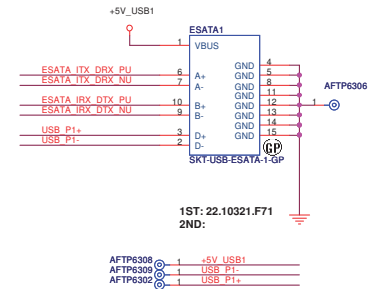 +5V_USB1
ESATA1
1 VBUS GND 4
GND 5
ESATA_ITX_DRX_PU 6 A+ GND 8
ESATA_ITX_DRX_NU 7 A- GND 11
ESATA_IRX_DTX_PU 10 B+ GND 12 1 AFTP6306
ESATA_IRX_DTX_NU 9 B- GND 13
GND 14
USB_P1+ 3 D+ GND 15
USB_P1- 2 D-
GP
SKT-USB-ESATA-1-GP
1ST: 22.10321.F71
2ND:
AFTP6308 1 +5V_USB1
AFTP6309 1 USB_P1-
AFTP6302 1 USB_P1+